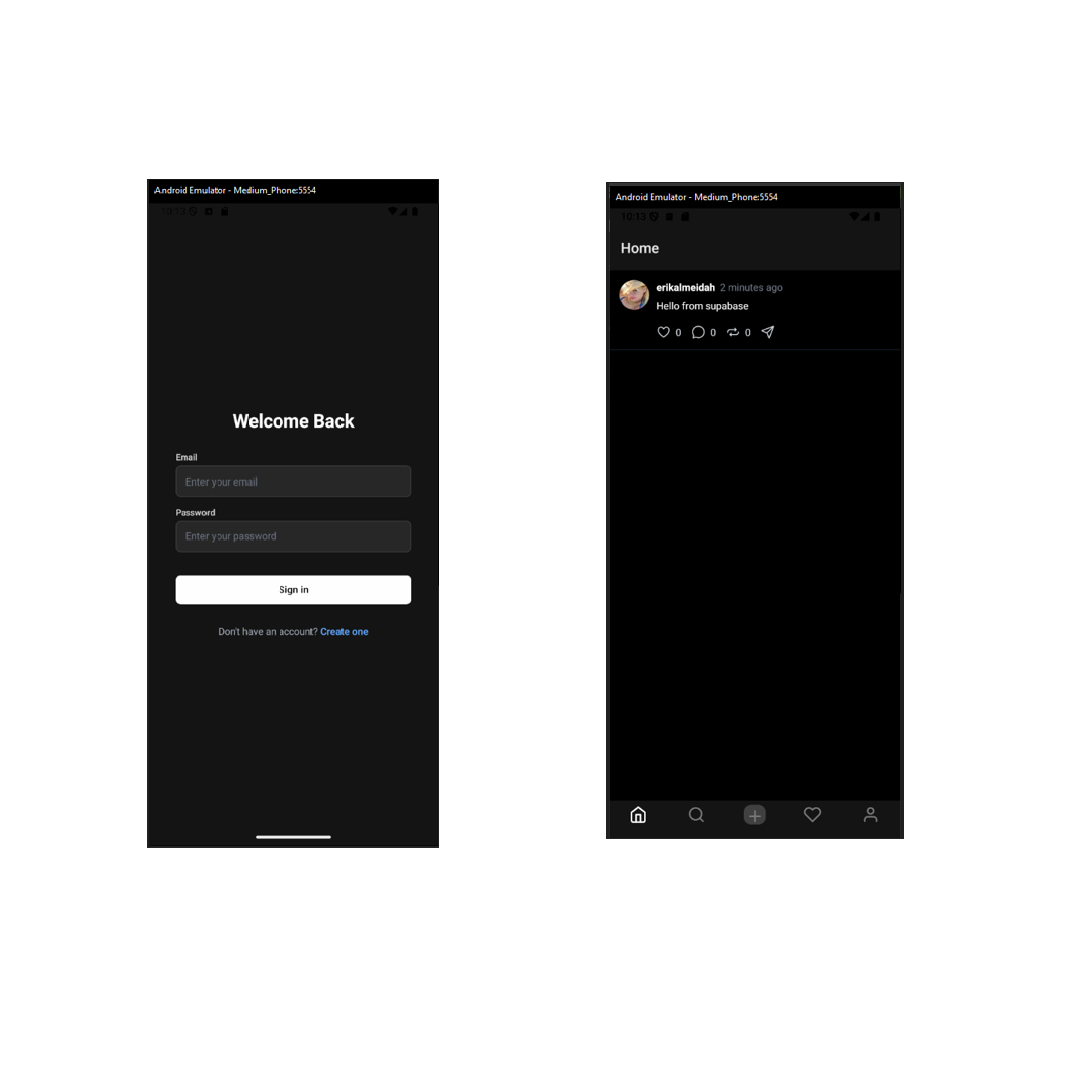 Android Emulator - Medium_Phone:5554
10:13
Welcome Back
Email
Enter your email
Password
Enter your password
Sign in
Don't have an account? Create one
Android Emulator - Medium_Phone:5554
10:13
Home
erikalmeidah 2 minutes ago
Hello from supabase
0 0 0